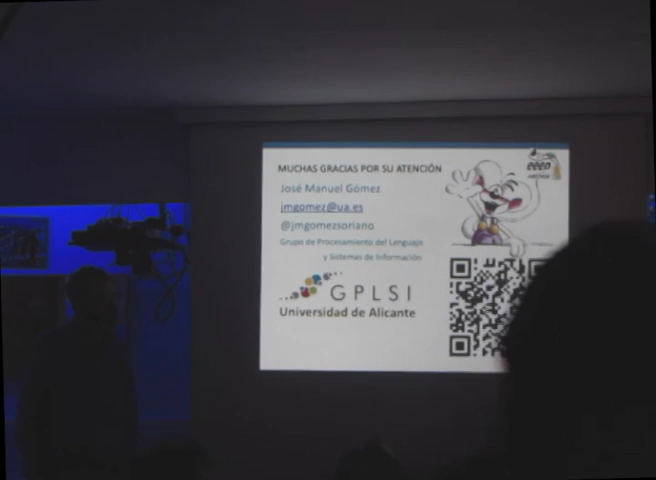 MUCHAS GRACIAS POR SU ATENCIÓN
José Manuel Gómez
jmgomez@ua.es
@jmgomezsoriano
Grupo de Procesamiento del Lenguaje
y Sistemas de Información
GPLSI
Universidad de Alicante